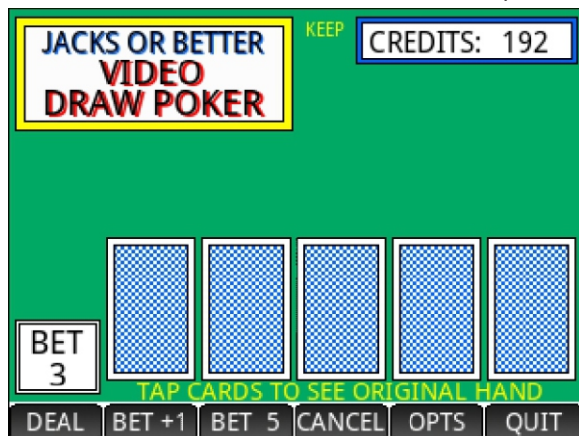 JACKS OR BETTER
VIDEO
DRAW POKER
KEEP
CREDITS: 192
BET
3
TAP CARDS TO SEE ORIGINAL HAND
DEAL BET +1 BET 5 CANCEL OPTS QUIT